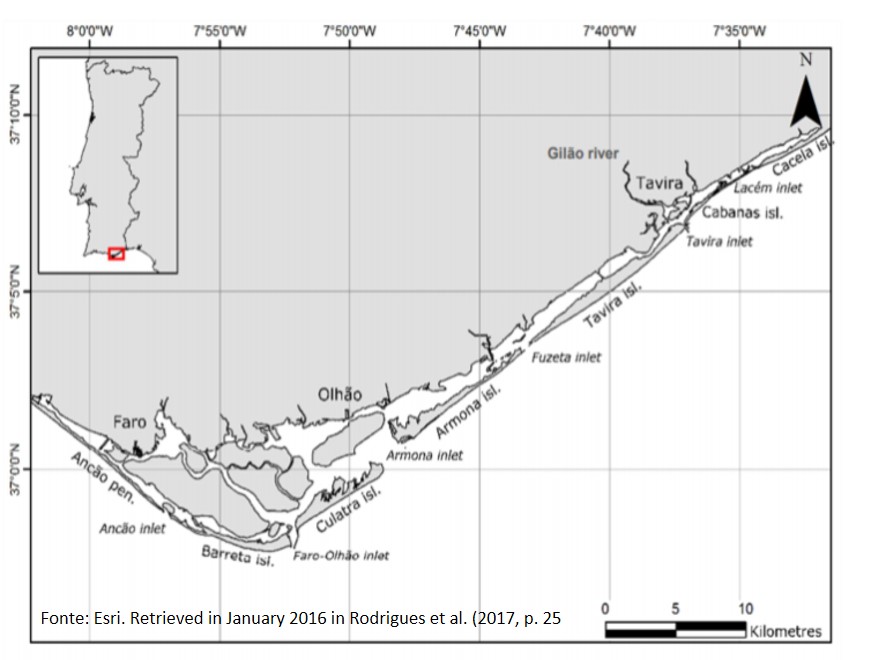 8°0'0"W 7°55'0"W 7°50'0"W 7°45'0"W 7°40'0"W 7°35'0"W
N
37°10'0"N
Gilão river
Tavira
Cacela isl.
Lacém inlet
Cabanas isl.
Tavira inlet
37°5'0"N
Tavira isl.
Fuzeta inlet
Olhão
Armona isl.
Faro
Armona inlet
37°0'0"N
Ancão pen.
Culatra isl.
Ancão inlet
Barreta isl.
Faro-Olhão inlet
Fonte: Esri. Retrieved in January 2016 in Rodrigues et al. (2017, p. 25
0 5 10
Kilometres